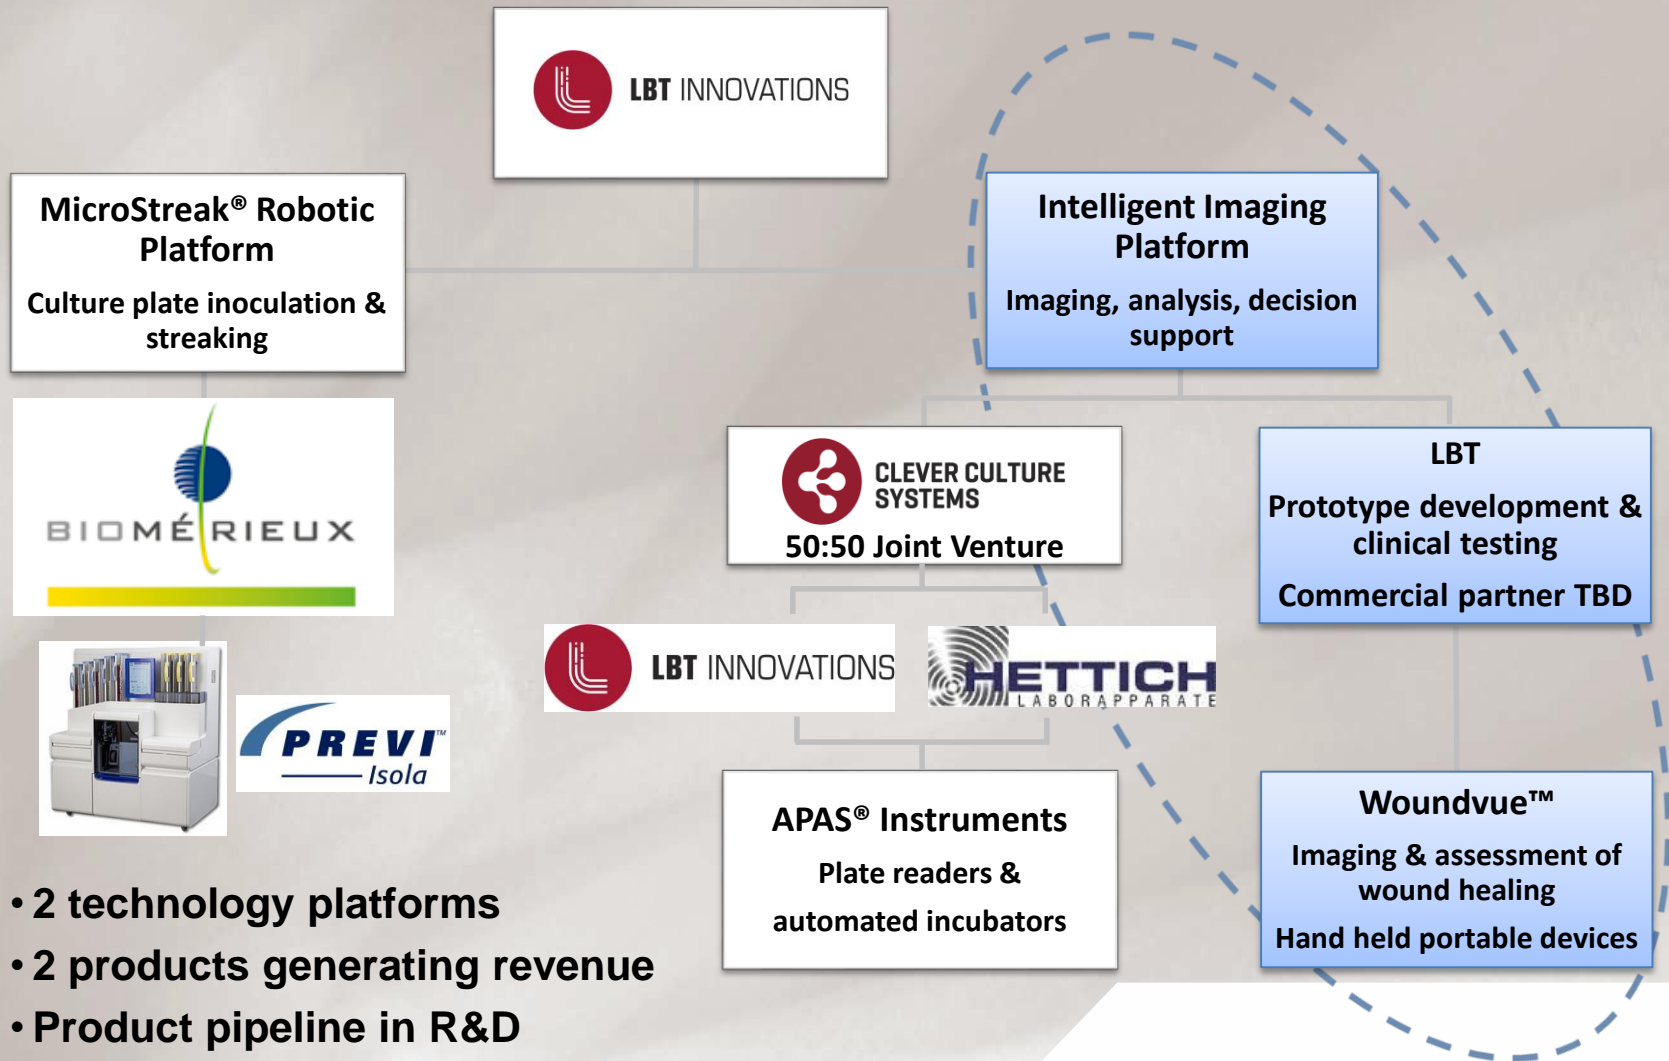 LBT INNOVATIONS
MicroStreak® Robotic
Platform
Culture plate inoculation &
streaking
Intelligent Imaging
Platform
Imaging, analysis, decision
support
BIOMÉRIEUX
CLEVER CULTURE
SYSTEMS
50:50 Joint Venture
LBT
Prototype development &
clinical testing
Commercial partner TBD
LBT INNOVATIONS
HETTICH
LABORAPPARATE
PREVI™
Isola
APAS® Instruments
Plate readers &
automated incubators
Woundvue™
Imaging & assessment of
wound healing
Hand held portable devices
• 2 technology platforms
• 2 products generating revenue
• Product pipeline in R&D